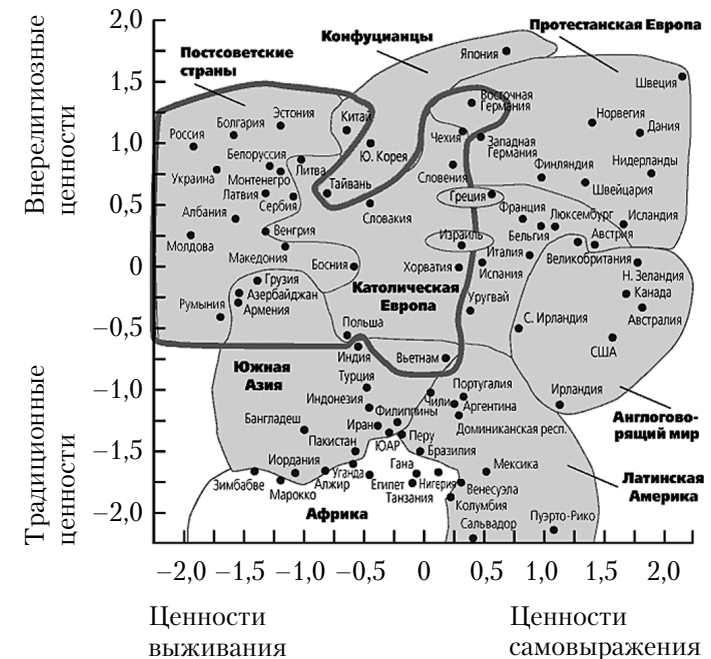 2,0
1,5
1,0
0,5
0
−0,5
−1,0
−1,5
−2,0
Внерелигиозные
ценности
Традиционные
ценности
Постсоветские
страны
Конфуцианцы
Протестанская Европа
Япония
Швеция
Восточная
Германия
Норвегия
Дания
Эстония
Китай
Болгария
Россия
Чехия
Западная
Германия
Ю. Корея
Белоруссия
Литва
Нидерланды
Финляндия
Украина
Черногория
Монтенегро
Словения
Швейцария
Тайвань
Латвия
Сербия
Греция
Франция
Люксембург
Исландия
Албания
Словакия
Бельгия
Австрия
Венгрия
Израиль
Молдова
Македония
Италия
Великобритания
Босния
Хорватия
Испания
Н. Зеландия
Грузия
Католическая
Европа
Канада
Азербайджан
Уругвай
Румыния
Армения
С. Ирландия
Австралия
Польша
США
Индия
Вьетнам
Южная
Азия
Турция
Португалия
Ирландия
Индонезия
Чили
Аргентина
Англогово-
рящий мир
Филиппины
Бангладеш
Иран
Доминиканская респ.
Пакистан
ЮАР
Перу
Бразилия
Иордания
Уганда
Гана
Мексика
Латинская
Америка
Зимбабве
Марокко
Алжир
Египет
Нигерия
Танзания
Венесуэла
Колумбия
Африка
Сальвадор
Пуэрто-Рико
−2,0 −1,5 −1,0 −0,5 0 0,5 1,0 1,5 2,0
Ценности
выживания
Ценности
самовыражения